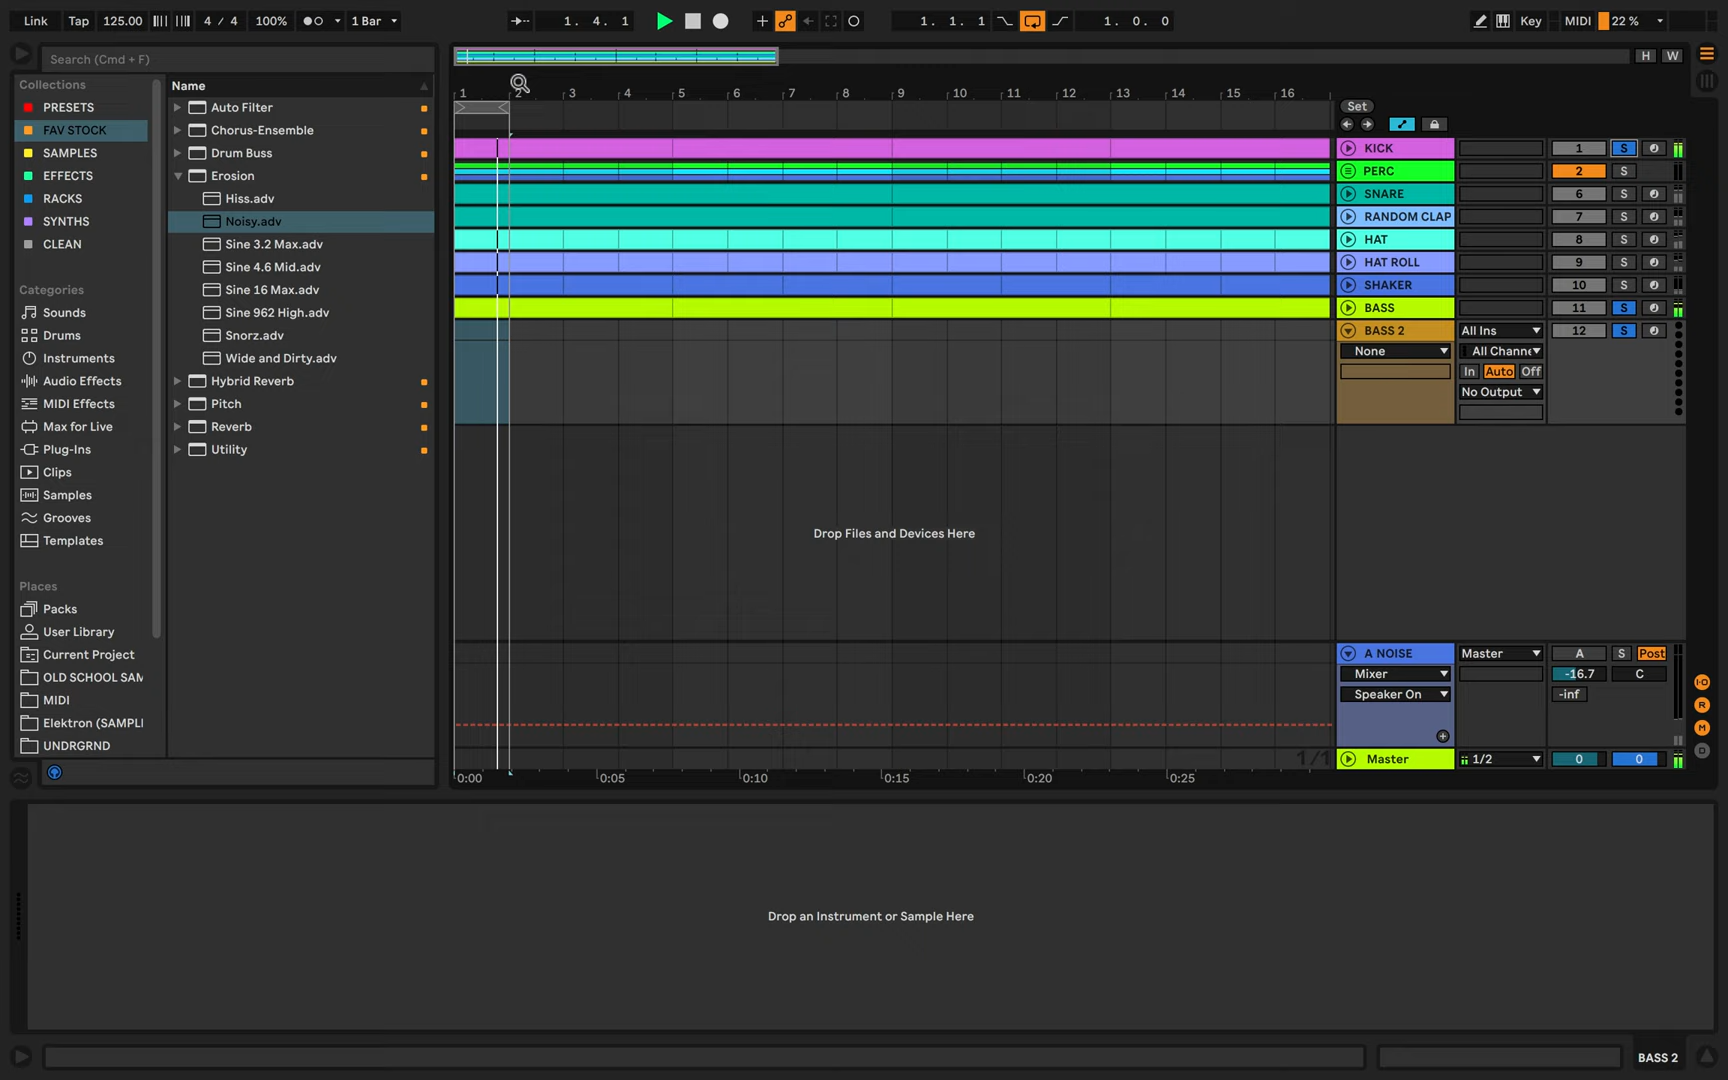 Link Tap 125.00 4 / 4 100% 1 Bar 1. 4. 1 1. 1. 1 1. 0. 0 Key MIDI 22 %
Search (Cmd + F)
H W
Collections
PRESETS
FAV STOCK
SAMPLES
EFFECTS
RACKS
SYNTHS
CLEAN
Categories
Sounds
Drums
Instruments
Audio Effects
MIDI Effects
Max for Live
Plug-Ins
Clips
Samples
Grooves
Templates
Places
Packs
User Library
Current Project
OLD SCHOOL SAM
MIDI
Elektron (SAMPLI
UNDRGRND
Name
Auto Filter
Chorus-Ensemble
Drum Buss
Erosion
Hiss.adv
Noisy.adv
Sine 3.2 Max.adv
Sine 4.6 Mid.adv
Sine 16 Max.adv
Sine 962 High.adv
Snorz.adv
Wide and Dirty.adv
Hybrid Reverb
Pitch
Reverb
Utility
1 2 3 4 5 6 7 8 9 10 11 12 13 14 15 16
Set
KICK 1 S
PERC 2 S
SNARE 6 S
RANDOM CLAP 7 S
HAT 8 S
HAT ROLL 9 S
SHAKER 10 S
BASS 11 S
BASS 2 All Ins 12 S
None All Channe
In Auto Off
No Output
Drop Files and Devices Here
A NOISE Master A S Post
Mixer -16.7 C
Speaker On -inf
1/1
Master 1/2 0 0
0:00 0:05 0:10 0:15 0:20 0:25
I·O
R
M
D
Drop an Instrument or Sample Here
BASS 2